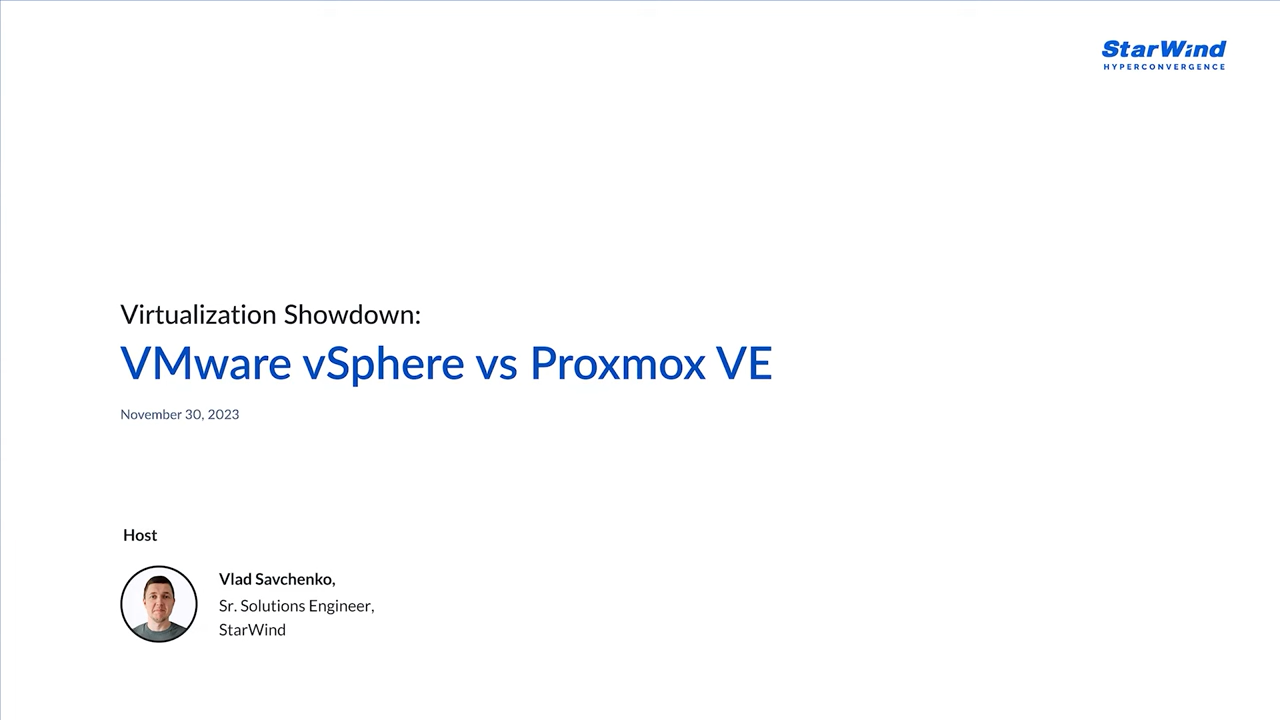 StarWind
HYPERCONVERGENCE
Virtualization Showdown:
VMware vSphere vs Proxmox VE
November 30, 2023
Host
Vlad Savchenko,
Sr. Solutions Engineer,
StarWind